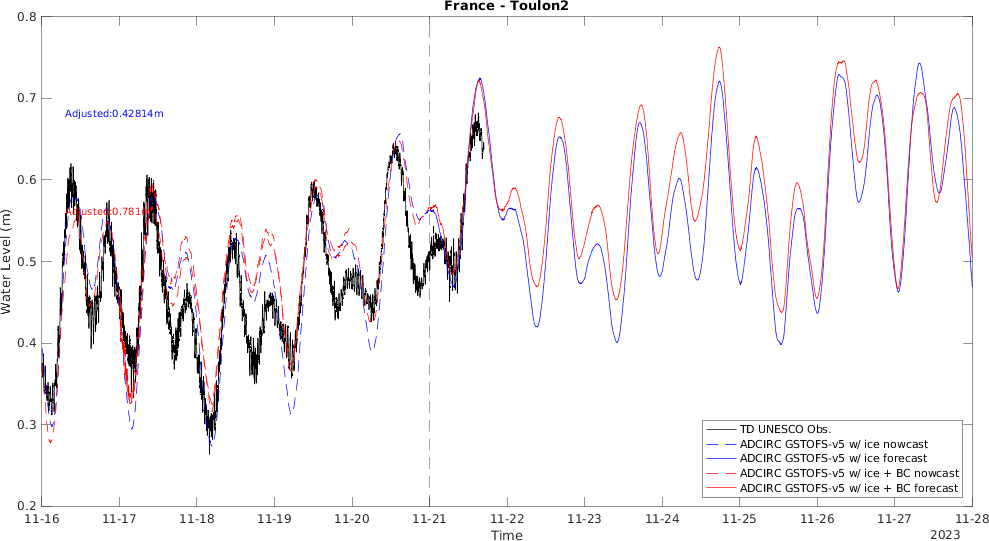 France - Toulon2
0.8
0.7
0.6
0.5
0.4
0.3
0.2
Water Level (m)
Adjusted:0.42814m
TD UNESCO Obs.
ADCIRC GSTOFS-v5 w/ ice nowcast
ADCIRC GSTOFS-v5 w/ ice forecast
ADCIRC GSTOFS-v5 w/ ice + BC nowcast
ADCIRC GSTOFS-v5 w/ ice + BC forecast
11-16 11-17 11-18 11-19 11-20 11-21 11-22 11-23 11-24 11-25 11-26 11-27 11-28
Time
2023